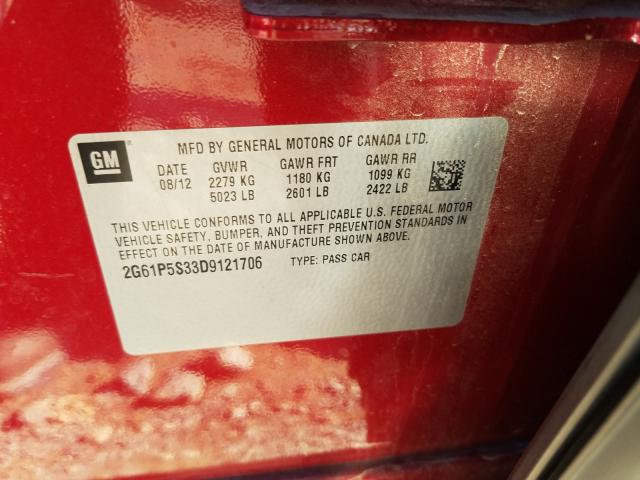 GM
MFD BY GENERAL MOTORS OF CANADA LTD.
DATE GVWR GAWR FRT GAWR RR
08/12 2279 KG 1180 KG 1099 KG
5023 LB 2601 LB 2422 LB
THIS VEHICLE CONFORMS TO ALL APPLICABLE U.S. FEDERAL MOTOR
VEHICLE SAFETY, BUMPER, AND THEFT PREVENTION STANDARDS IN
EFFECT ON THE DATE OF MANUFACTURE SHOWN ABOVE.
2G61P5S33D9121706 TYPE: PASS CAR